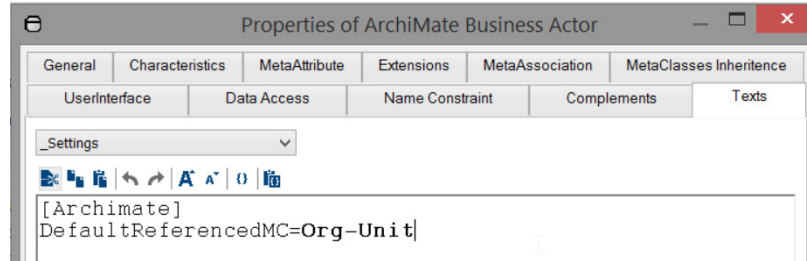 Properties of ArchiMate Business Actor
General Characteristics MetaAttribute Extensions MetaAssociation MetaClasses Inheritence
UserInterface Data Access Name Constraint Complements Texts
_Settings
[Archimate]
DefaultReferencedMC=Org-Unit